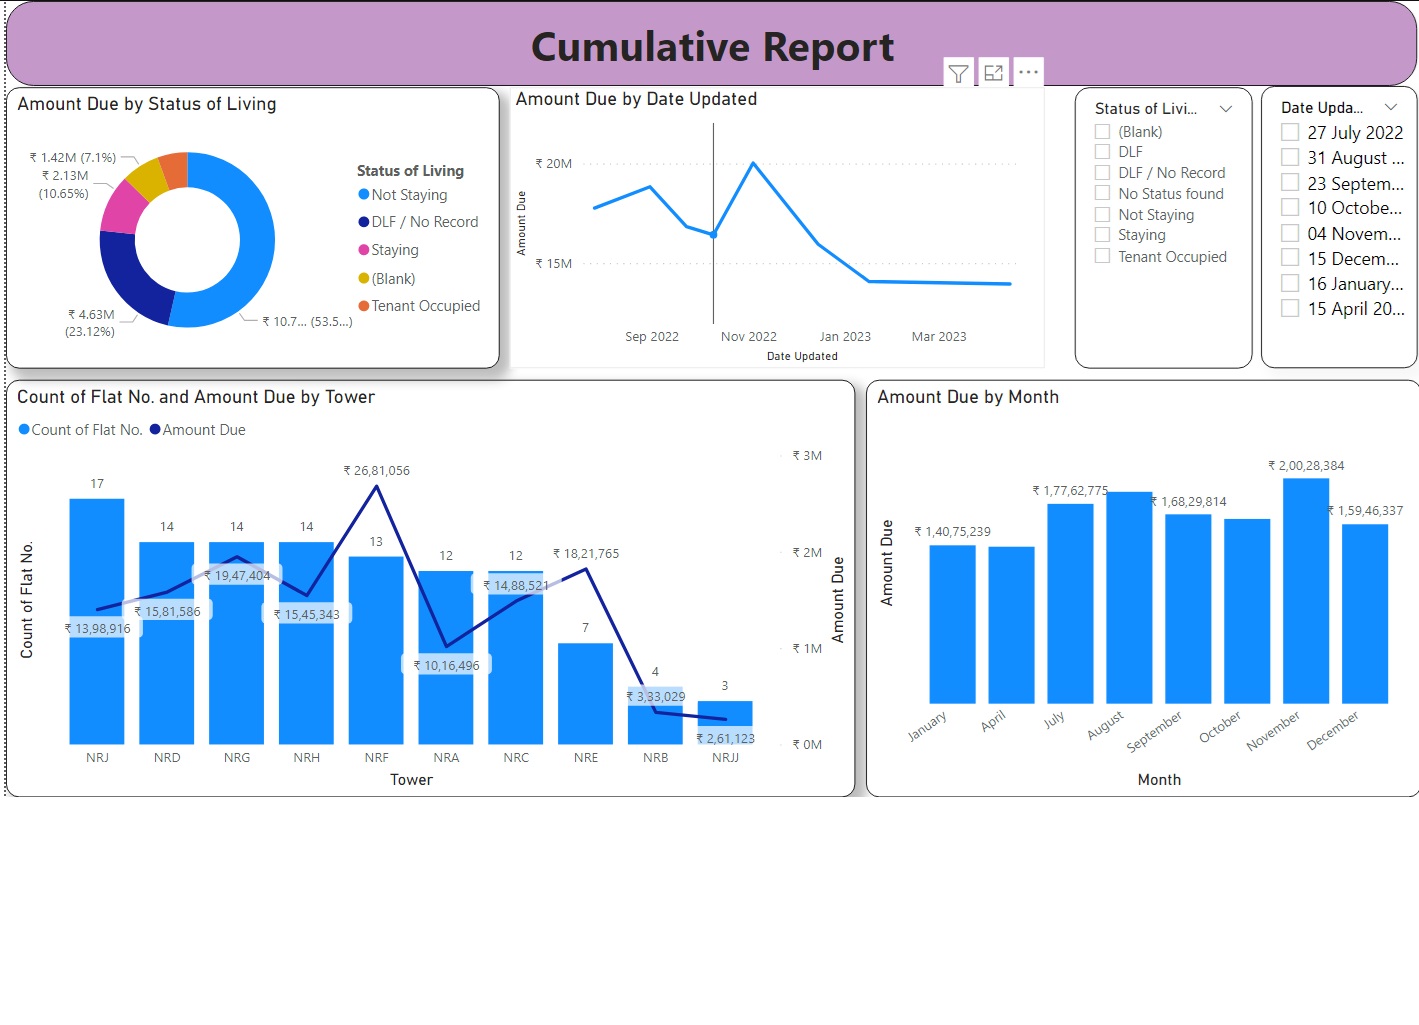 Cumulative Report
Amount Due by Status of Living
₹ 1.42M (7.1%)
₹ 2.13M
(10.65%)
₹ 4.63M
(23.12%)
₹ 10.7... (53.5...)
Status of Living
Not Staying
DLF / No Record
Staying
(Blank)
Tenant Occupied
Amount Due by Date Updated
Amount Due
₹ 20M
₹ 15M
Sep 2022
Nov 2022
Jan 2023
Mar 2023
Date Updated
Status of Livi...
(Blank)
DLF
DLF / No Record
No Status found
Not Staying
Staying
Tenant Occupied
Date Upda...
27 July 2022
31 August ...
23 Septem...
10 Octobe...
04 Novem...
15 Decem...
16 January...
15 April 20...
Count of Flat No. and Amount Due by Tower
Count of Flat No. Amount Due
Count of Flat No.
17
14
14
14
13
12
12
7
4
3
₹ 13,98,916
₹ 15,81,586
₹ 19,47,404
₹ 15,45,343
₹ 26,81,056
₹ 10,16,496
₹ 14,88,521
₹ 18,21,765
₹ 3,33,029
₹ 2,61,123
₹ 3M
₹ 2M
₹ 1M
₹ 0M
Amount Due
NRJ NRD NRG NRH NRF NRA NRC NRE NRB NRJJ
Tower
Amount Due by Month
Amount Due
₹ 1,40,75,239
₹ 1,77,62,775
₹ 1,68,29,814
₹ 2,00,28,384
₹ 1,59,46,337
January
April
July
August
September
October
November
December
Month